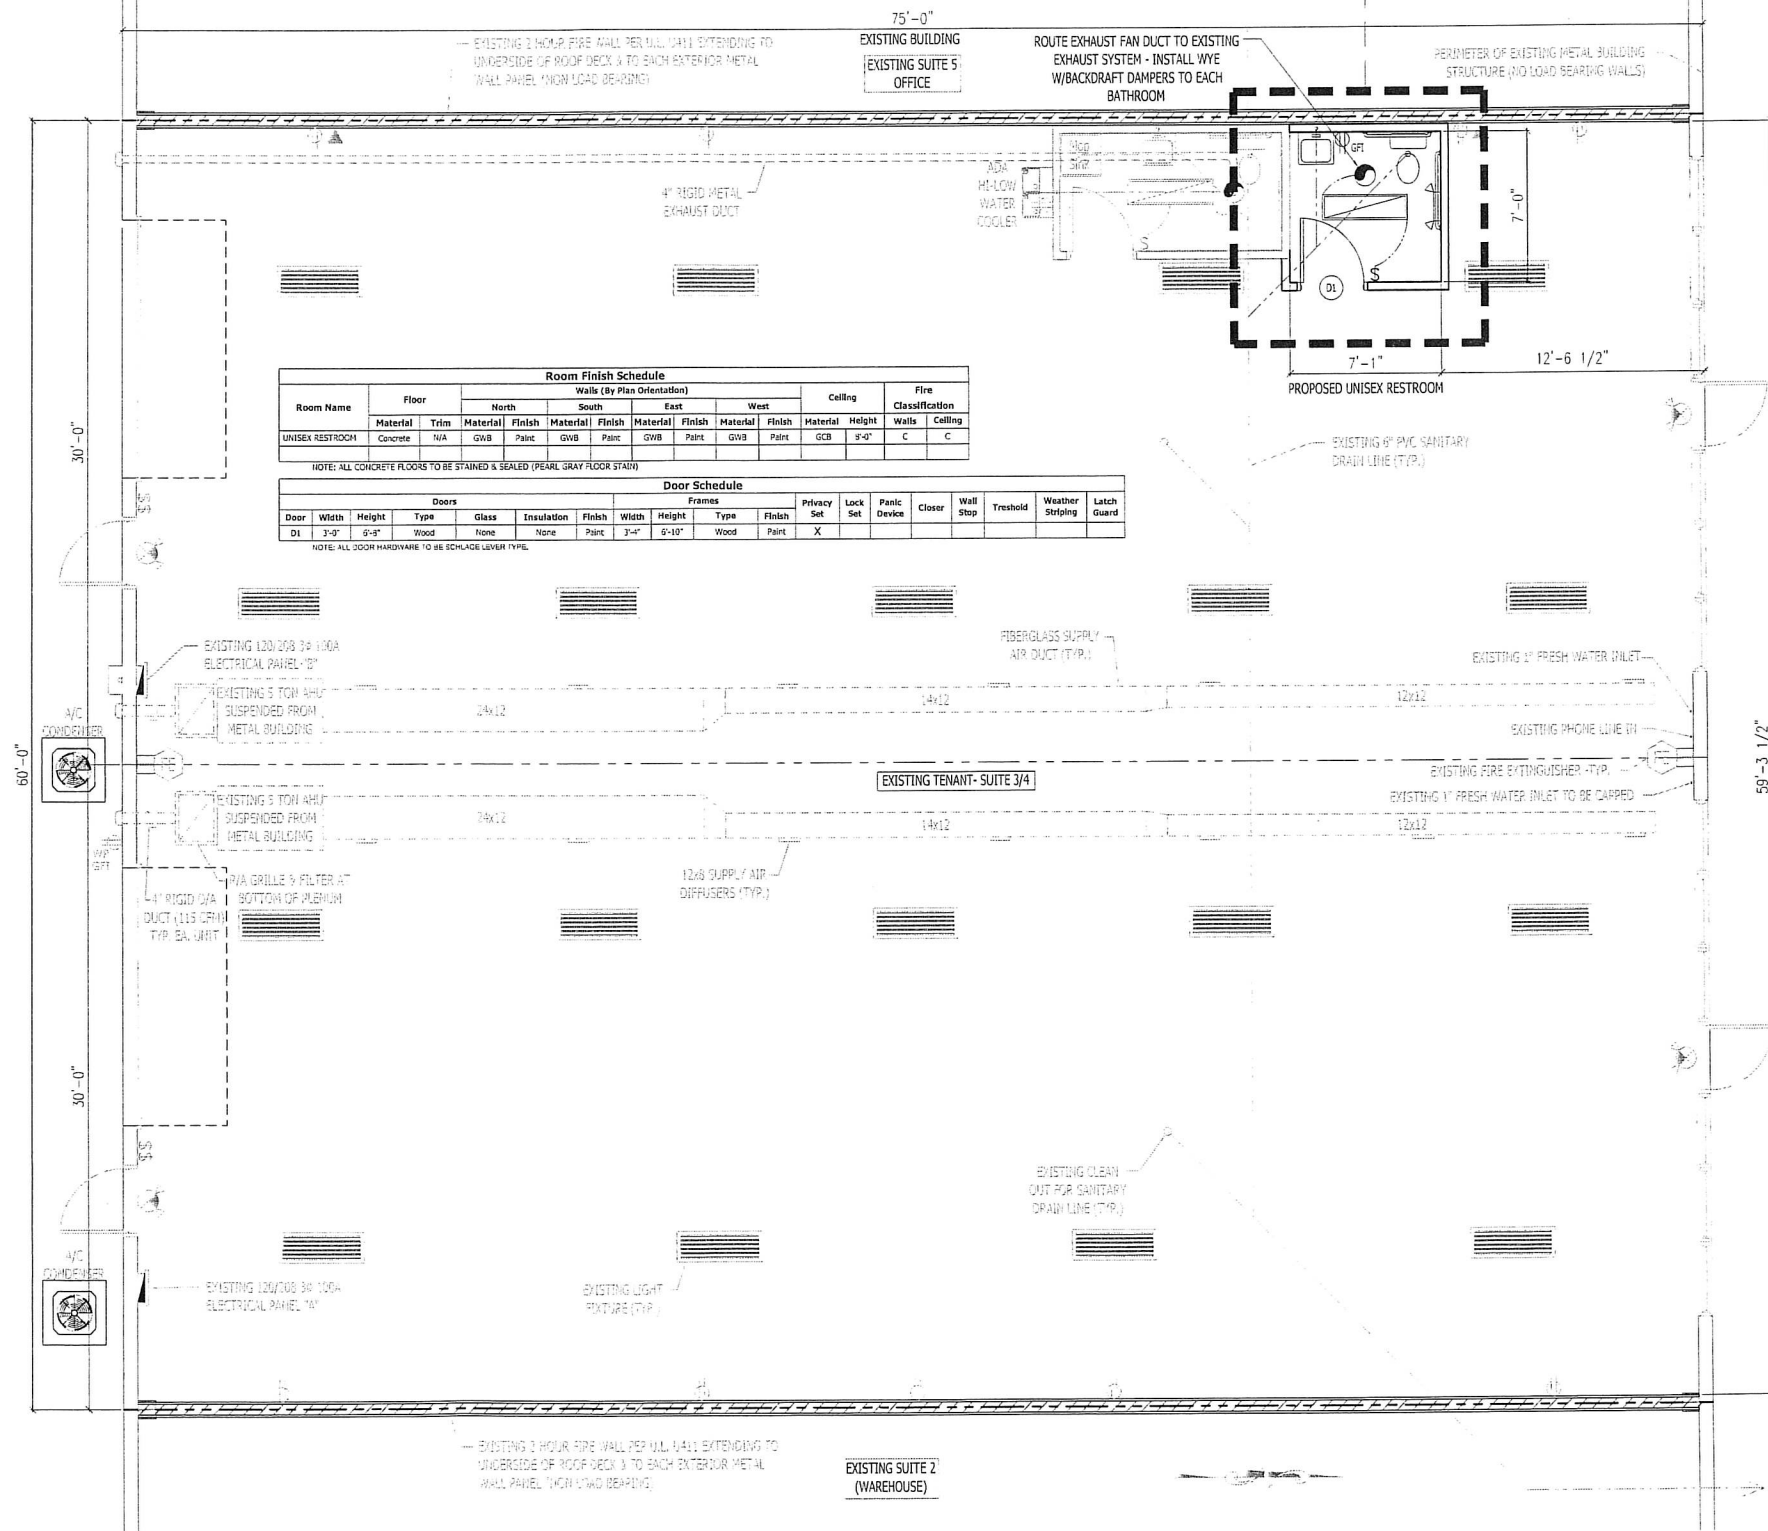 75'-0"
EXISTING BUILDING
EXISTING SUITE 5
OFFICE
EXISTING 2 HOUR FIRE WALL PER U.L. U411 EXTENDING TO
UNDERSIDE OF ROOF DECK & TO EACH EXTERIOR METAL
WALL PANEL (NON LOAD BEARING)
ROUTE EXHAUST FAN DUCT TO EXISTING
EXHAUST SYSTEM - INSTALL WYE
W/BACKDRAFT DAMPERS TO EACH
BATHROOM
PERIMETER OF EXISTING METAL BUILDING
STRUCTURE (NO LOAD BEARING WALLS)
4" RIGID METAL
EXHAUST DUCT
ADA
HI-LOW
WATER
COOLER
Mop
Sink
GFI
S
S
D1
7'-0"
7'-1"
12'-6 1/2"
PROPOSED UNISEX RESTROOM
Room Finish Schedule
Room Name Floor Walls (By Plan Orientation) Ceiling Fire Classification
North South East West
Material Trim Material Finish Material Finish Material Finish Material Finish Material Height Walls Ceiling
UNISEX RESTROOM Concrete N/A GWB Paint GWB Paint GWB Paint GWB Paint GCB 8'-0" C C
NOTE: ALL CONCRETE FLOORS TO BE STAINED & SEALED (PEARL GRAY FLOOR STAIN)
Door Schedule
Doors Frames Privacy Set Lock Set Panic Device Closer Wall Stop Treshold Weather Striping Latch Guard
Door Width Height Type Glass Insulation Finish Width Height Type Finish
D1 3'-0" 6'-8" Wood None None Paint 3'-4" 6'-10" Wood Paint X
NOTE: ALL DOOR HARDWARE TO BE SCHLAGE LEVER TYPE.
EXISTING 6" PVC SANITARY
DRAIN LINE (TYP.)
30'-0"
60'-0"
30'-0"
59'-3 1/2"
EXISTING 120/208 3Φ 100A
ELECTRICAL PANEL "B"
EXISTING 5 TON AHU
SUSPENDED FROM
METAL BUILDING
24x12
14x12
12x12
FIBERGLASS SUPPLY
AIR DUCT (TYP.)
EXISTING 1" FRESH WATER INLET
EXISTING PHONE LINE IN
A/C
CONDENSER
FE
EXISTING TENANT- SUITE 3/4
EXISTING FIRE EXTINGUISHER -TYP.
EXISTING 1" FRESH WATER INLET TO BE CAPPED
EXISTING 5 TON AHU
SUSPENDED FROM
METAL BUILDING
24x12
14x12
12x12
WP
GFI
R/A GRILLE & FILTER AT
BOTTOM OF PLENUM
4" RIGID O/A
DUCT (115 CFM)
TYP. EA. UNIT
12x8 SUPPLY AIR
DIFFUSERS (TYP.)
EXISTING CLEAN
OUT FOR SANITARY
DRAIN LINE (TYP.)
A/C
CONDENSER
EXISTING 120/208 3Φ 100A
ELECTRICAL PANEL "A"
EXISTING LIGHT
FIXTURE (TYP.)
EXISTING 2 HOUR FIRE WALL PER U.L. U411 EXTENDING TO
UNDERSIDE OF ROOF DECK & TO EACH EXTERIOR METAL
WALL PANEL (NON LOAD BEARING)
EXISTING SUITE 2
(WAREHOUSE)